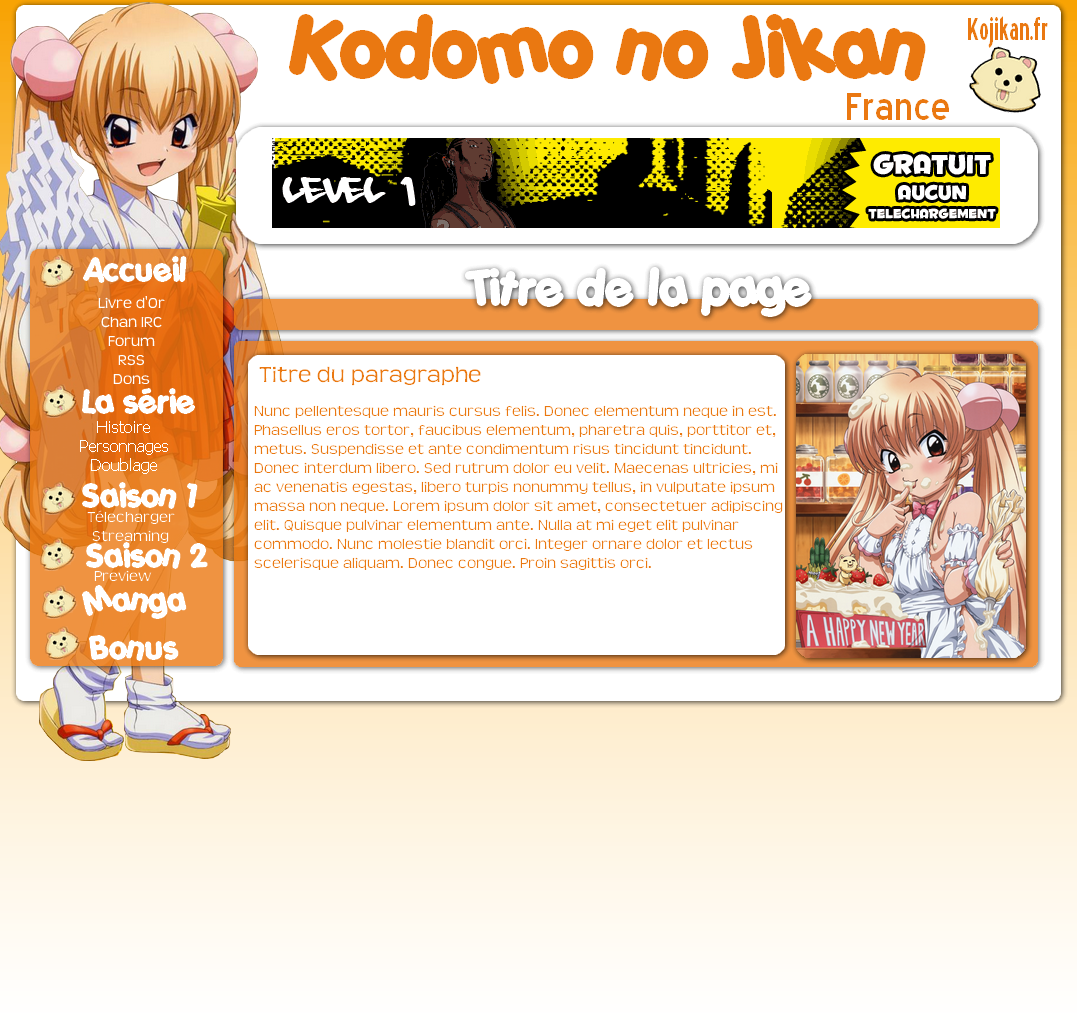 Kodomo no Jikan
Kojikan.fr
France
LEVEL 1
GRATUIT
AUCUN
TELECHARGEMENT
Titre de la page
Accueil
Livre d'Or
Chan IRC
Forum
RSS
Dons
La série
Histoire
Personnages
Doublage
Saison 1
Télecharger
Streaming
Saison 2
Preview
Manga
Bonus
Titre du paragraphe
Nunc pellentesque mauris cursus felis. Donec elementum neque in est.
Phasellus eros tortor, faucibus elementum, pharetra quis, porttitor et,
metus. Suspendisse et ante condimentum risus tincidunt tincidunt.
Donec interdum libero. Sed rutrum dolor eu velit. Maecenas ultricies, mi
ac venenatis egestas, libero turpis nonummy tellus, in vulputate ipsum
massa non neque. Lorem ipsum dolor sit amet, consectetuer adipiscing
elit. Quisque pulvinar elementum ante. Nulla at mi eget elit pulvinar
commodo. Nunc molestie blandit orci. Integer ornare dolor et lectus
scelerisque aliquam. Donec congue. Proin sagittis orci.
A HAPPY NEW YEAR